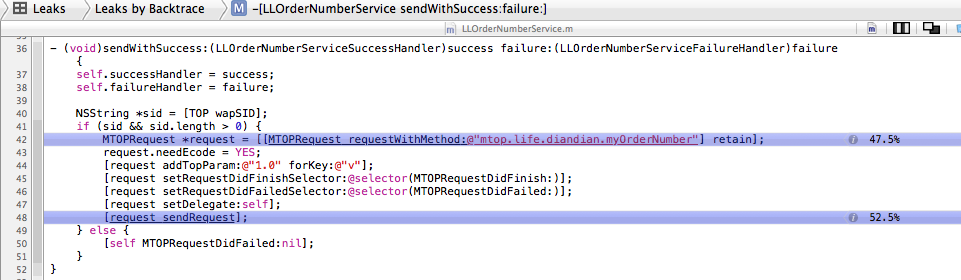 Leaks Leaks by Backtrace M -[LLOrderNumberService sendWithSuccess:failure:]
m LLOrderNumberService.m
36 - (void)sendWithSuccess:(LLOrderNumberServiceSuccessHandler)success failure:(LLOrderNumberServiceFailureHandler)failure
{
37 self.successHandler = success;
38 self.failureHandler = failure;
39
40 NSString *sid = [TOP wapSID];
41 if (sid && sid.length > 0) {
42 MTOPRequest *request = [[MTOPRequest requestWithMethod:@"mtop.life.diandian.myOrderNumber"] retain]; 47.5%
43 request.needEcode = YES;
44 [request addTopParam:@"1.0" forKey:@"v"];
45 [request setRequestDidFinishSelector:@selector(MTOPRequestDidFinish:)];
46 [request setRequestDidFailedSelector:@selector(MTOPRequestDidFailed:)];
47 [request setDelegate:self];
48 [request sendRequest]; 52.5%
49 } else {
50 [self MTOPRequestDidFailed:nil];
51 }
52 }